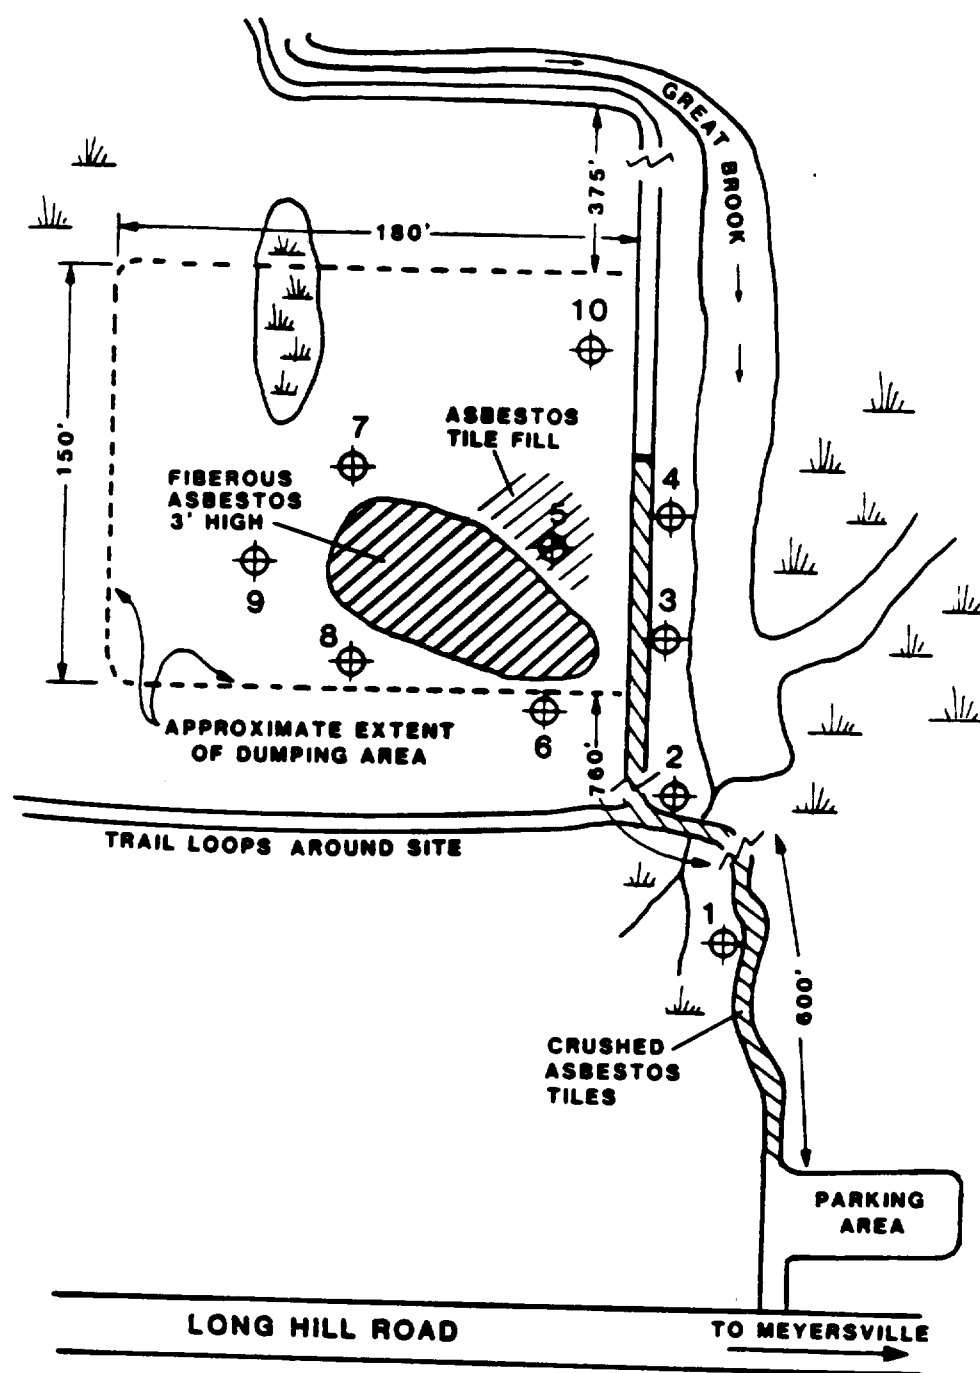 GREAT BROOK
375'
180'
10
150'
ASBESTOS
TILE FILL
7
FIBEROUS
ASBESTOS
3' HIGH
4
5
9
3
8
APPROXIMATE EXTENT
OF DUMPING AREA
6
760'
2
TRAIL LOOPS AROUND SITE
1
600'
CRUSHED
ASBESTOS
TILES
PARKING
AREA
LONG HILL ROAD
TO MEYERSVILLE